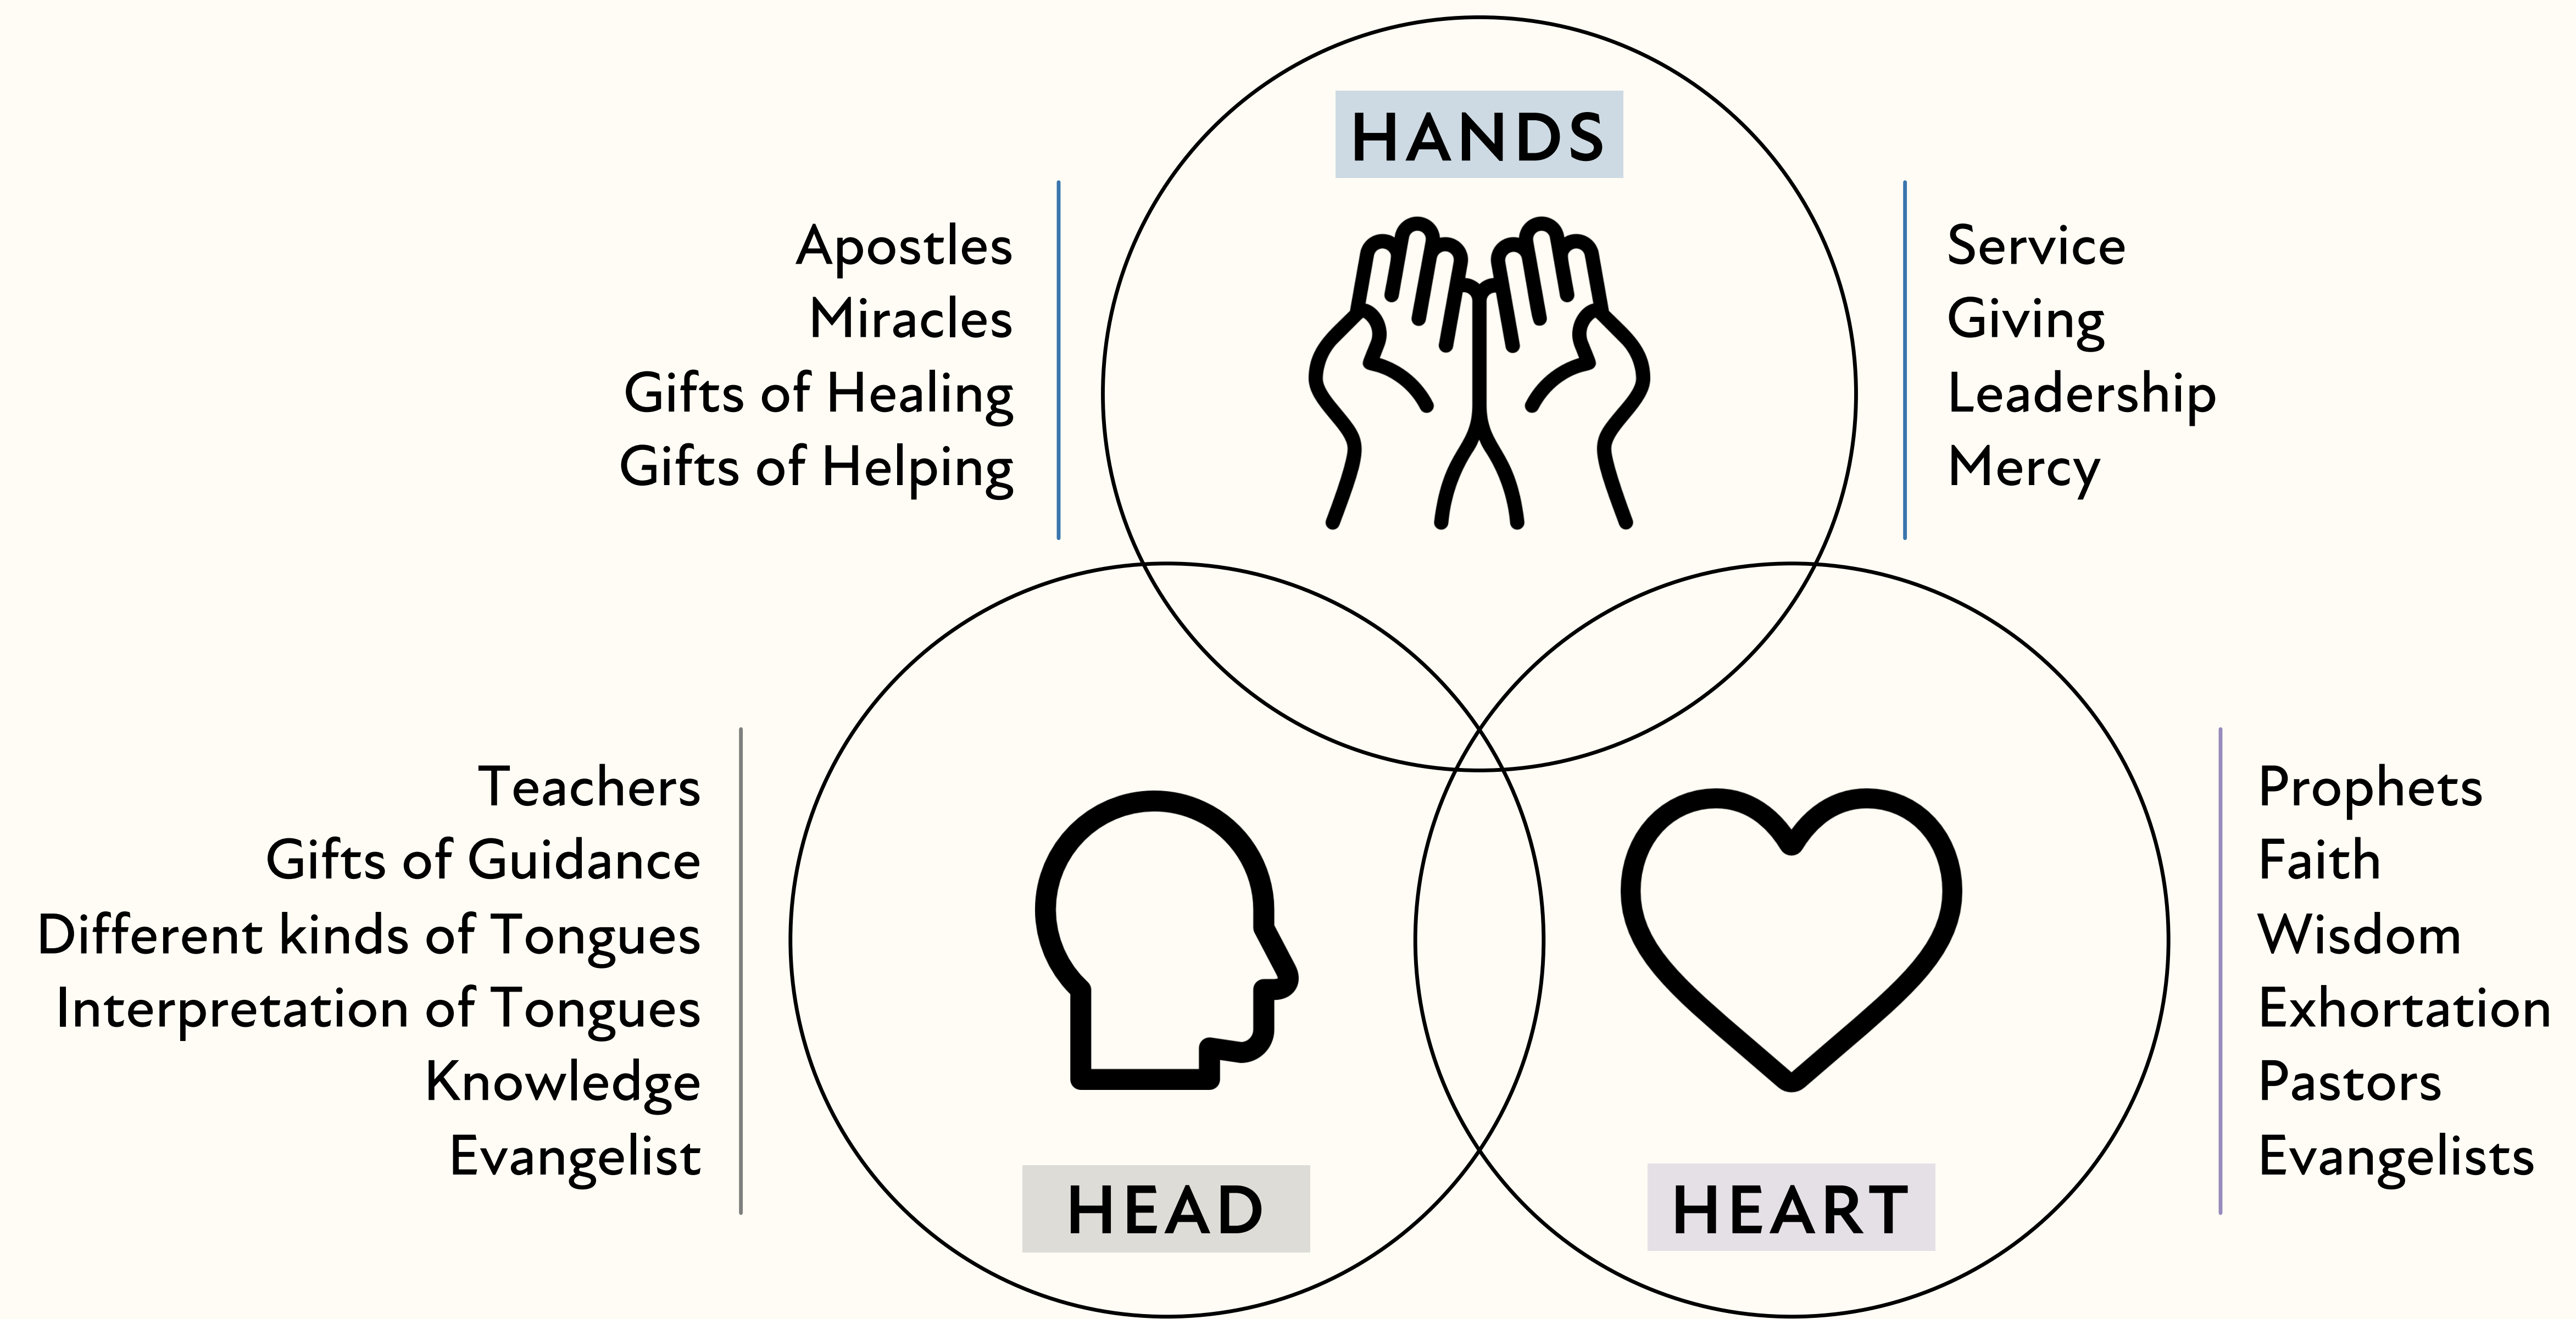 HANDS
Apostles
Miracles
Gifts of Healing
Gifts of Helping
Service
Giving
Leadership
Mercy
Teachers
Gifts of Guidance
Different kinds of Tongues
Interpretation of Tongues
Knowledge
Evangelist
HEAD
HEART
Prophets
Faith
Wisdom
Exhortation
Pastors
Evangelists